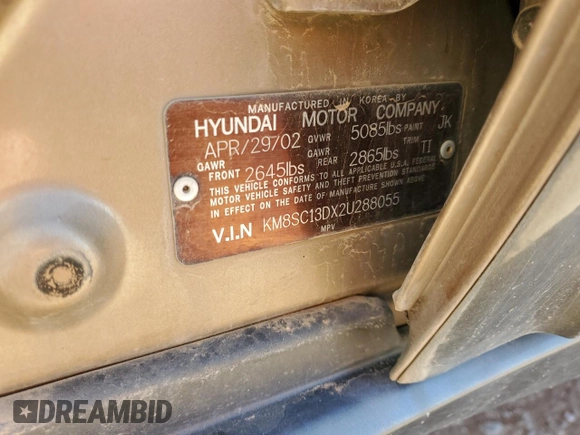 MANUFACTURED IN KOREA BY
HYUNDAI MOTOR COMPANY
APR/29/02 GVWR 5085lbs PAINT JK
GAWR FRONT 2645lbs GAWR REAR 2865lbs TRIM TI
THIS VEHICLE CONFORMS TO ALL APPLICABLE U.S.A. FEDERAL
MOTOR VEHICLE SAFETY AND THEFT PREVENTION STANDARDS
IN EFFECT ON THE DATE OF MANUFACTURE SHOWN ABOVE.
V.I.N KM8SC13DX2U288055
MPV
DREAMBID